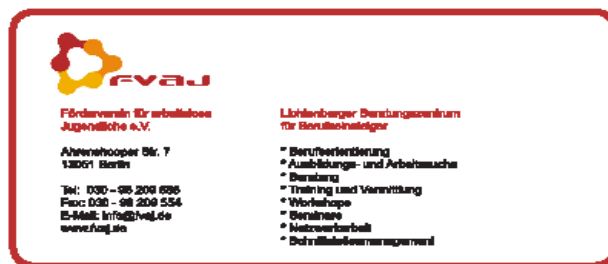 fvaj
Förderverein für arbeitslose
Jugendliche e.V.
Ahrenshooper Str. 7
13051 Berlin
Tel: 030 - 98 209
Fax: 030 - 98 209 554
E-Mail: info@fvaj.de
www.fvaj.de
Lichtenberger Beratungszentrum
für Berufseinsteiger
* Berufsorientierung
* Ausbildungs- und Arbeitssuche
* Beratung
* Training und Vermittlung
* Workshops
* Seminare
* Netzwerkarbeit
* Schnittstellenmanagement